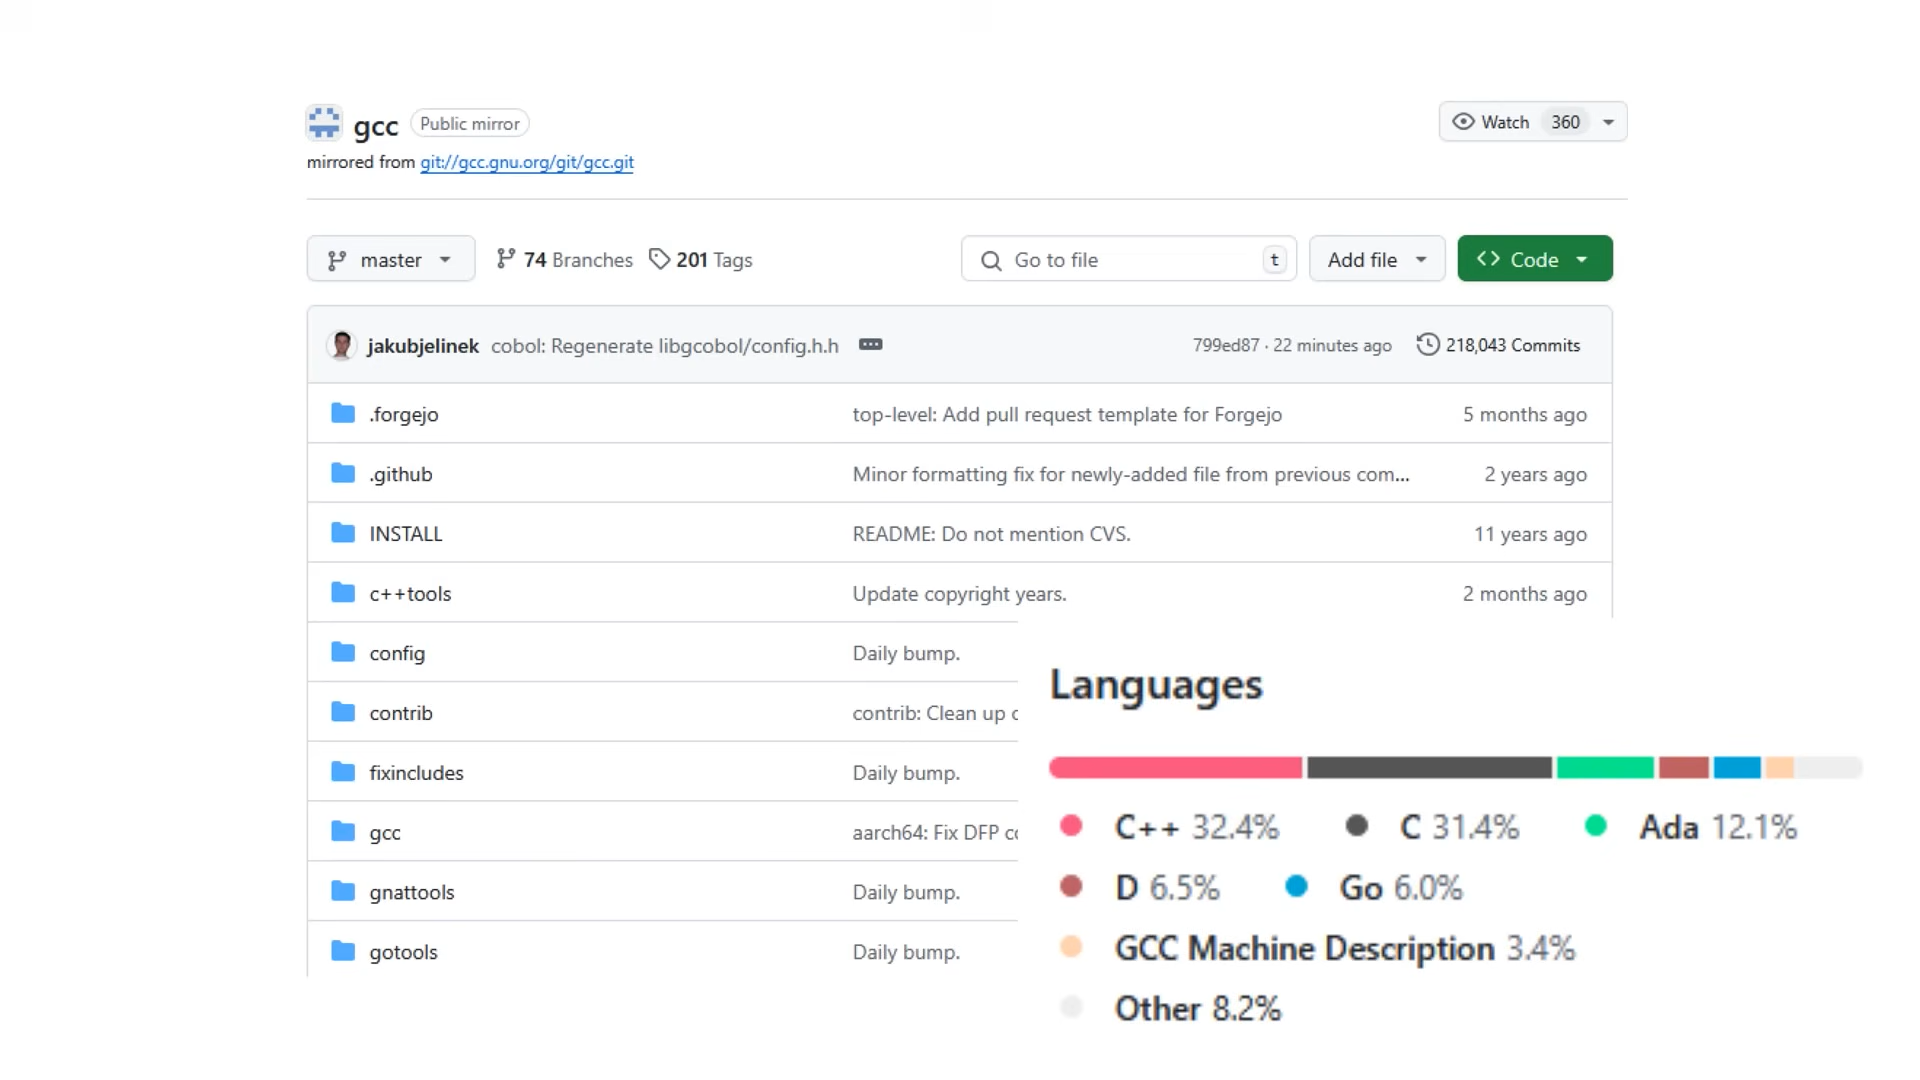 gcc Public mirror
Watch 360
mirrored from git://gcc.gnu.org/git/gcc.git
master 74 Branches 201 Tags Go to file t Add file Code
jakubjelinek cobol: Regenerate libgcobol/config.h.h 799ed87 · 22 minutes ago 218,043 Commits
.forgejo top-level: Add pull request template for Forgejo 5 months ago
.github Minor formatting fix for newly-added file from previous com... 2 years ago
INSTALL README: Do not mention CVS. 11 years ago
c++tools Update copyright years. 2 months ago
config Daily bump.
contrib contrib: Clean up
fixincludes Daily bump.
gcc aarch64: Fix DFP
gnattools Daily bump.
gotools Daily bump.
Languages
C++ 32.4% C 31.4% Ada 12.1%
D 6.5% Go 6.0%
GCC Machine Description 3.4%
Other 8.2%